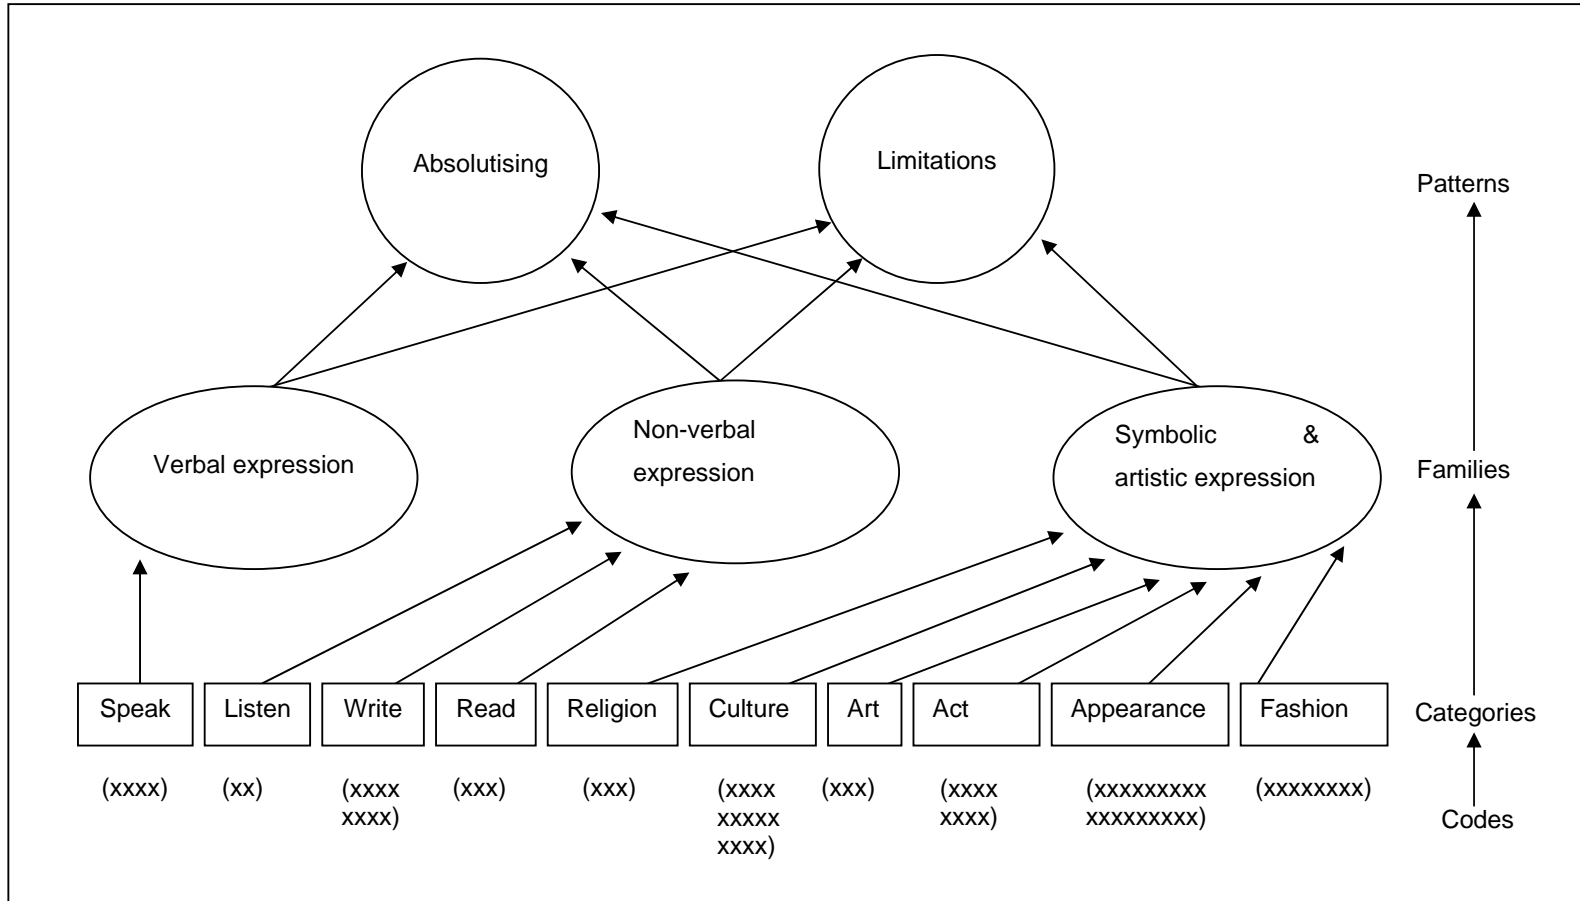 Absolutising
Limitations
Patterns
Verbal expression
Non-verbal
expression
Symbolic &
artistic expression
Families
Speak
Listen
Write
Read
Religion
Culture
Art
Act
Appearance
Fashion
Categories
(xxxx)
(xx)
(xxxx
xxxx)
(xxx)
(xxx)
(xxxx
xxxxx
xxxx)
(xxx)
(xxxx
xxxx)
(xxxxxxxxx
xxxxxxxxx)
(xxxxxxxx)
Codes